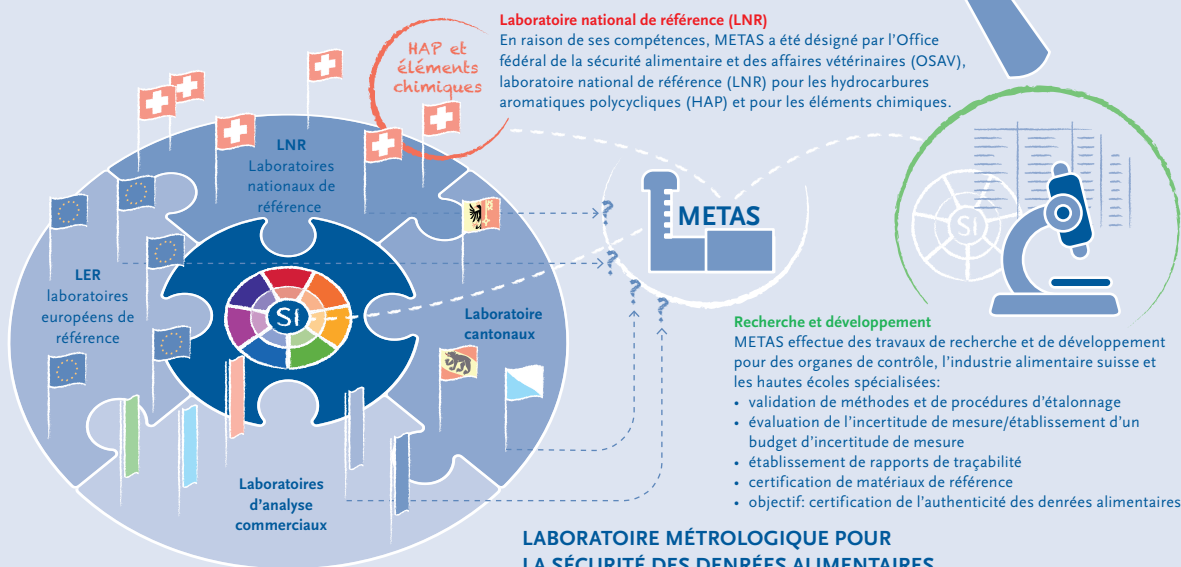 Laboratoire national de référence (LNR)
En raison de ses compétences, METAS a été désigné par l'Office
fédéral de la sécurité alimentaire et des affaires vétérinaires (OSAV),
laboratoire national de référence (LNR) pour les hydrocarbures
aromatiques polycycliques (HAP) et pour les éléments chimiques.
HAP et
éléments
chimiques
LNR
Laboratoires
nationaux de
référence
LER
laboratoires
européens de
référence
SI
Laboratoire
cantonaux
Laboratoires
d'analyse
commerciaux
?
?
?
?
METAS
SI
Recherche et développement
METAS effectue des travaux de recherche et de développement
pour des organes de contrôle, l'industrie alimentaire suisse et
les hautes écoles spécialisées:
• validation de méthodes et de procédures d'étalonnage
• évaluation de l'incertitude de mesure/établissement d'un
budget d'incertitude de mesure
• établissement de rapports de traçabilité
• certification de matériaux de référence
• objectif: certification de l'authenticité des denrées alimentaires
LABORATOIRE MÉTROLOGIQUE POUR
LA SÉCURITÉ DES DENRÉES ALIMENTAIRES